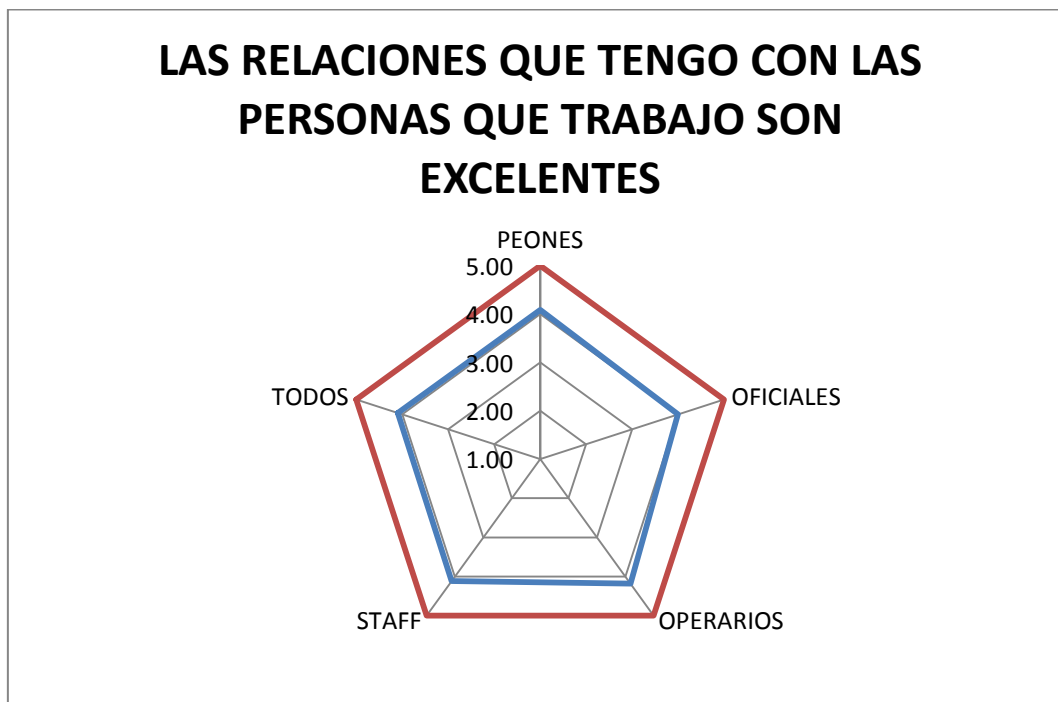 LAS RELACIONES QUE TENGO CON LAS
PERSONAS QUE TRABAJO SON
EXCELENTES
PEONES
5.00
4.00
3.00
2.00
1.00
TODOS
OFICIALES
STAFF
OPERARIOS